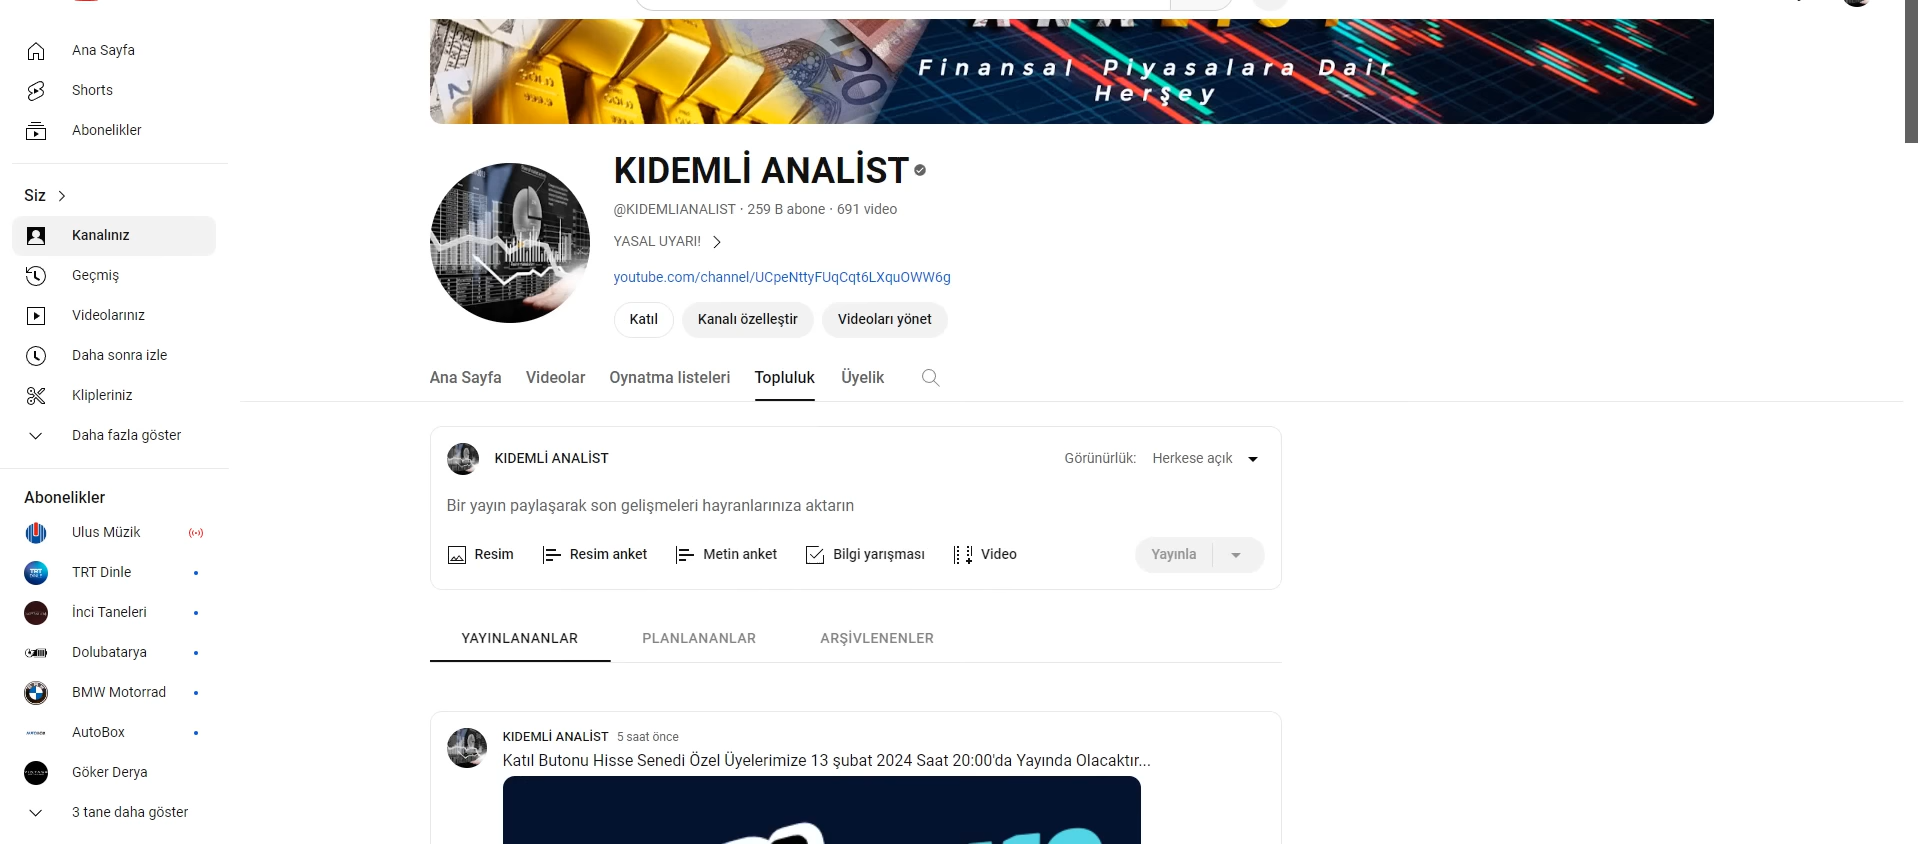 Finansal Piyasalara Dair
Herşey
Ana Sayfa
Shorts
Abonelikler
Siz
Kanalınız
Geçmiş
Videolarınız
Daha sonra izle
Klipleriniz
Daha fazla göster
Abonelikler
Ulus Müzik
TRT Dinle
İnci Taneleri
Dolubatarya
BMW Motorrad
AutoBox
Göker Derya
3 tane daha göster
KIDEMLİ ANALİST
@KIDEMLIANALIST · 259 B abone · 691 video
YASAL UYARI!
youtube.com/channel/UCpeNttyFUqCqt6LXquOWW6g
Katıl
Kanalı özelleştir
Videoları yönet
Ana Sayfa
Videolar
Oynatma listeleri
Topluluk
Üyelik
KIDEMLİ ANALİST
Görünürlük: Herkese açık
Bir yayın paylaşarak son gelişmeleri hayranlarınıza aktarın
Resim
Resim anket
Metin anket
Bilgi yarışması
Video
Yayınla
YAYINLANANLAR
PLANLANANLAR
ARŞİVLENENLER
KIDEMLİ ANALİST 5 saat önce
Katıl Butonu Hisse Senedi Özel Üyelerimize 13 şubat 2024 Saat 20:00'da Yayında Olacaktır...